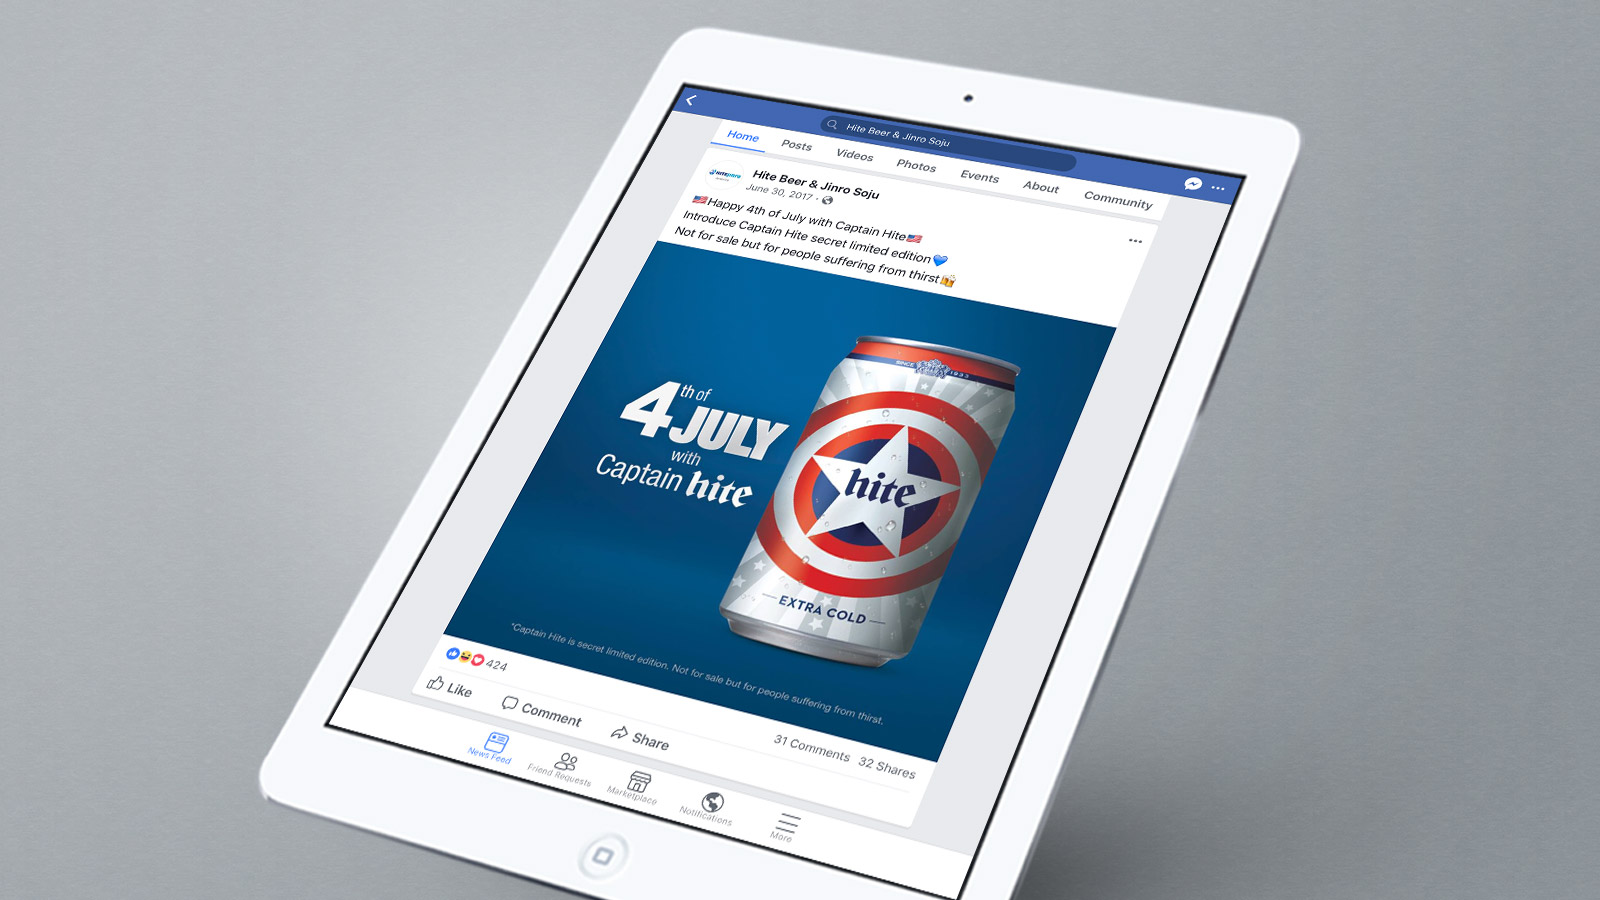 Hite Beer & Jinro Soju
Home Posts Videos Photos Events About Community
Hite Beer & Jinro Soju
June 30, 2017
Happy 4th of July with Captain Hite
Introduce Captain Hite secret limited edition
Not for sale but for people suffering from thirst
4th of
JULY
with
Captain hite
SINCE 1933
hite
EXTRA COLD
*Captain Hite is secret limited edition. Not for sale but for people suffering from thirst.
424
31 Comments 32 Shares
Like Comment Share
News Feed Friend Requests Marketplace Notifications More